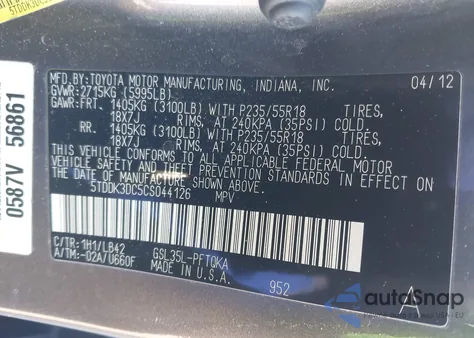 5TDDK3DC5CS
MFD.BY:TOYOTA MOTOR MANUFACTURING, INDIANA, INC. 04/12
GVWR:2715KG (5995LB)
GAWR:FRT. 1405KG (3100LB) WITH P235/55R18 TIRES,
18X7J RIMS, AT 240KPA (35PSI) COLD.
RR. 1405KG (3100LB) WITH P235/55R18 TIRES,
18X7J RIMS, AT 240KPA (35PSI) COLD.
THIS VEHICLE CONFORMS TO ALL APPLICABLE FEDERAL MOTOR
VEHICLE SAFETY AND THEFT PREVENTION STANDARDS IN EFFECT ON
THE DATE OF MANUFACTURE SHOWN ABOVE.
5TDDK3DC5CS044126 MPV
C/TR:1H1/LB42 GSL35L-PFTQKA
A/TM:-02A/U660F MADE IN U.S.A.
952
0587V 56861
autoSnap